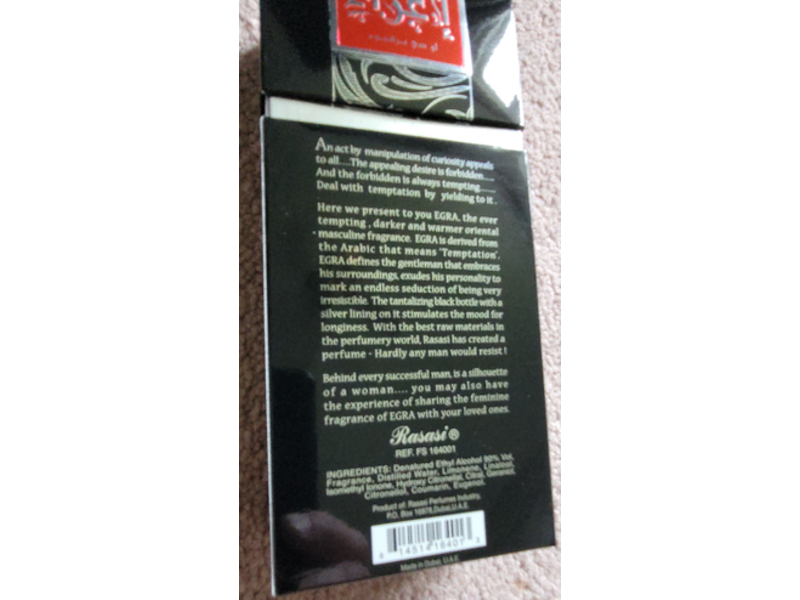 إغراء
او سج برفيوم
An act by manipulation of curiosity appeals
to all....The appealing desire is forbidden.....
And the forbidden is always tempting......
Deal with temptation by yielding to it.
Here we present to you EGRA, the ever
tempting, darker and warmer oriental
masculine fragrance. EGRA is derived from
the Arabic that means "Temptation".
EGRA defines the gentleman that embraces
his surroundings, exudes his personality to
mark an endless seduction of being very
irresistible. The tantalizing black bottle with a
silver lining on it stimulates the mood for
longiness. With the best raw materials in
the perfumery world, Rasasi has created a
perfume - Hardly any man would resist !
Behind every successful man, is a silhouette
of a woman.... you may also have
the experience of sharing the feminine
fragrance of EGRA with your loved ones.
Rasasi ®
REF. FS 164001
INGREDIENTS: Denatured Ethyl Alcohol 80% Vol,
Fragrance, Distilled Water, Limonene, Linalool,
Isomethyl Ionone, Hydroxy Citronellal, Citral, Geraniol,
Citronellol, Coumarin, Eugenol.
Product of: Rasasi Perfumes Industry.
P.O. Box 16978,Dubai,U.A.E.
Made in Dubai, U.A.E